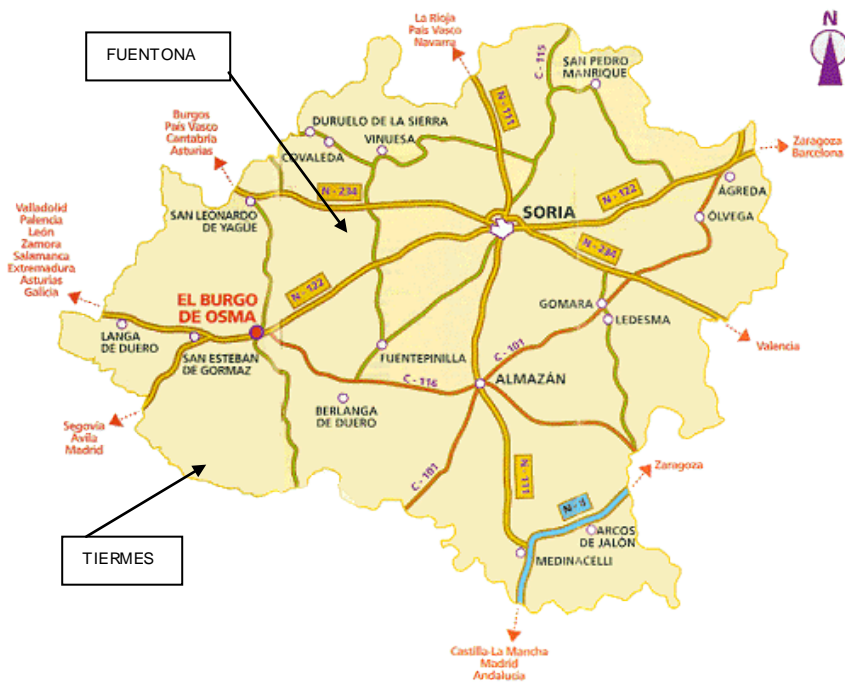 La Rioja
País Vasco
Navarra
N
FUENTONA
C - 115
SAN PEDRO
MANRIQUE
N - 111
Burgos
País Vasco
Cantabria
Asturias
DURUELO DE LA SIERRA
VINUESA
COVALEDA
Zaragoza
Barcelona
ÁGREDA
N - 234
N - 122
SAN LEONARDO
DE YAGÜE
SORIA
ÓLVEGA
Valladolid
Palencia
León
Zamora
Salamanca
Extremadura
Asturias
Galicia
N - 234
EL BURGO
DE OSMA
N - 122
GOMARA
LEDESMA
LANGA
DE DUERO
SAN ESTEBAN
DE GORMAZ
FUENTEPINILLA
C - 101
Valencia
C - 116
ALMAZÁN
BERLANGA
DE DUERO
Segovia
Avila
Madrid
C - 101
N - 111
Zaragoza
N - II
TIERMES
ARCOS
DE JALÓN
MEDINACELLI
Castilla-La Mancha
Madrid
Andalucía